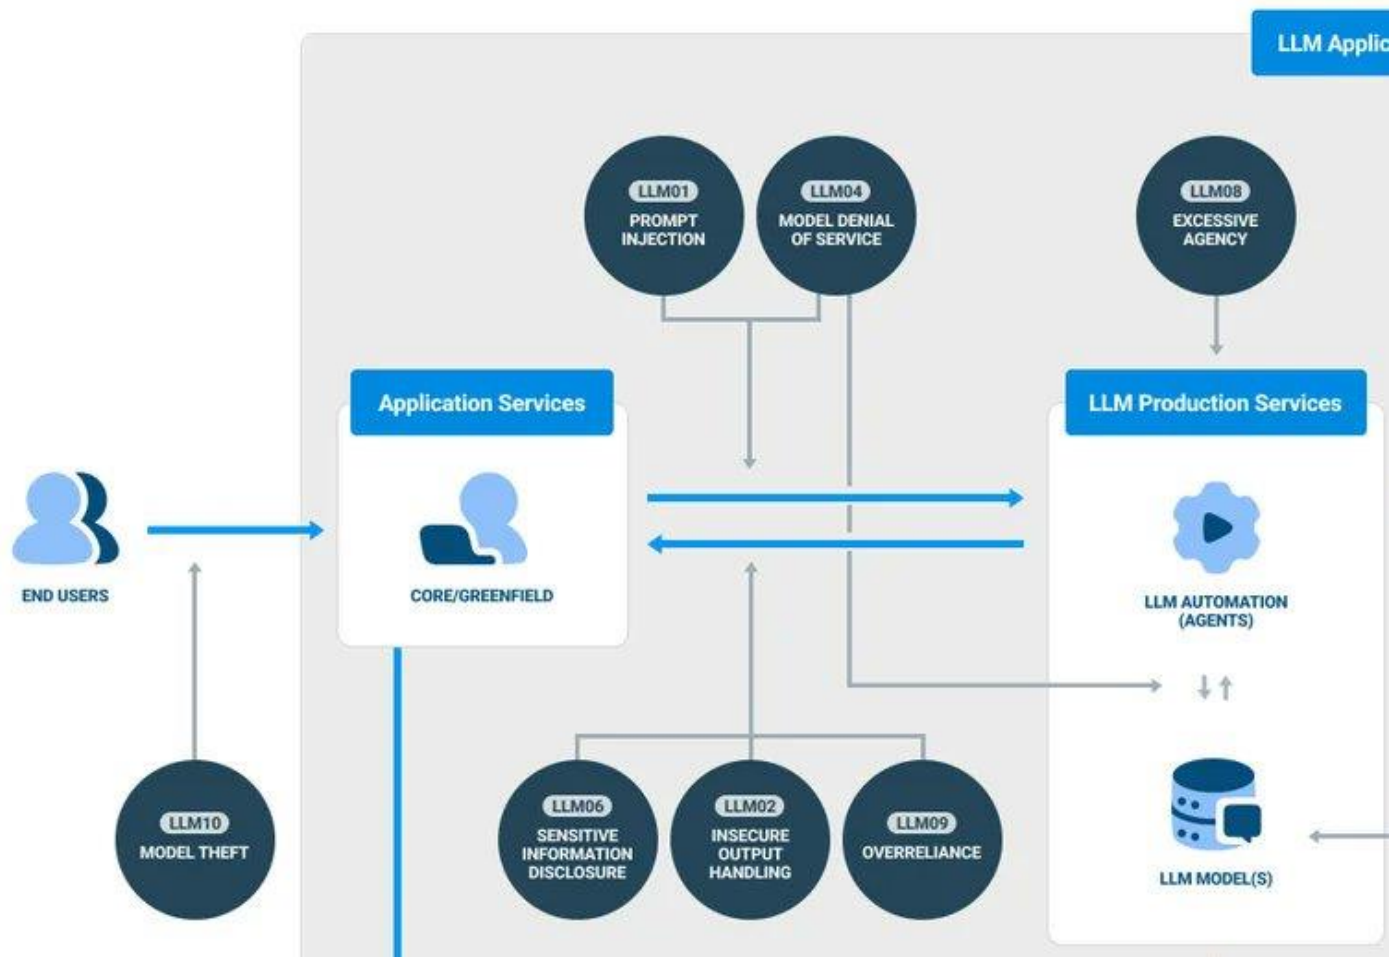 LLM Applic
LLM01
PROMPT
INJECTION
LLM04
MODEL DENIAL
OF SERVICE
LLM08
EXCESSIVE
AGENCY
Application Services
LLM Production Services
END USERS
CORE/GREENFIELD
LLM AUTOMATION
(AGENTS)
LLM10
MODEL THEFT
LLM06
SENSITIVE
INFORMATION
DISCLOSURE
LLM02
INSECURE
OUTPUT
HANDLING
LLM09
OVERRELIANCE
LLM MODEL(S)